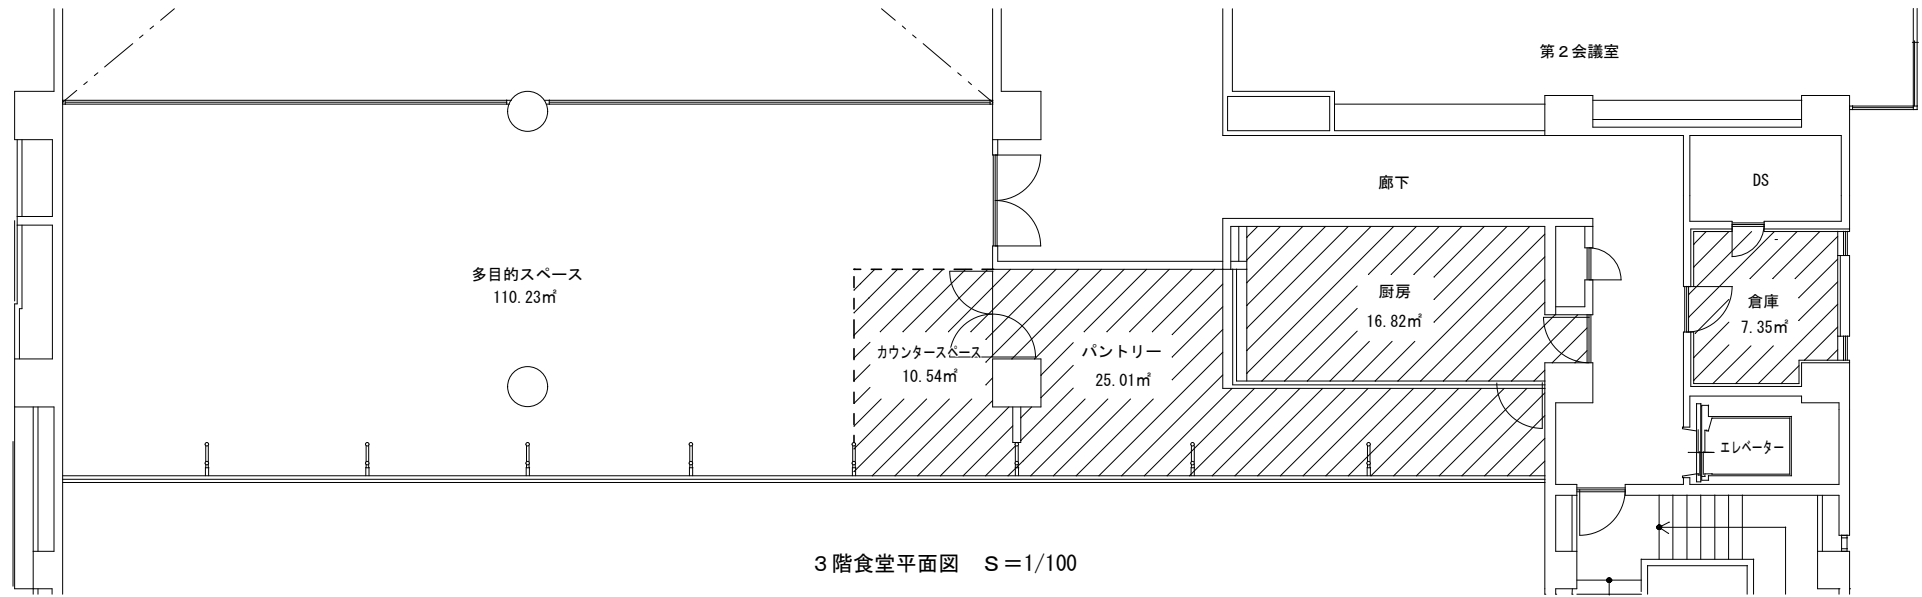 第２会議室
廊下
DS
多目的スペース
110.23㎡
厨房
16.82㎡
倉庫
7.35㎡
カウンタースペース
10.54㎡
パントリー
25.01㎡
エレベーター
３階食堂平面図　Ｓ＝1/100